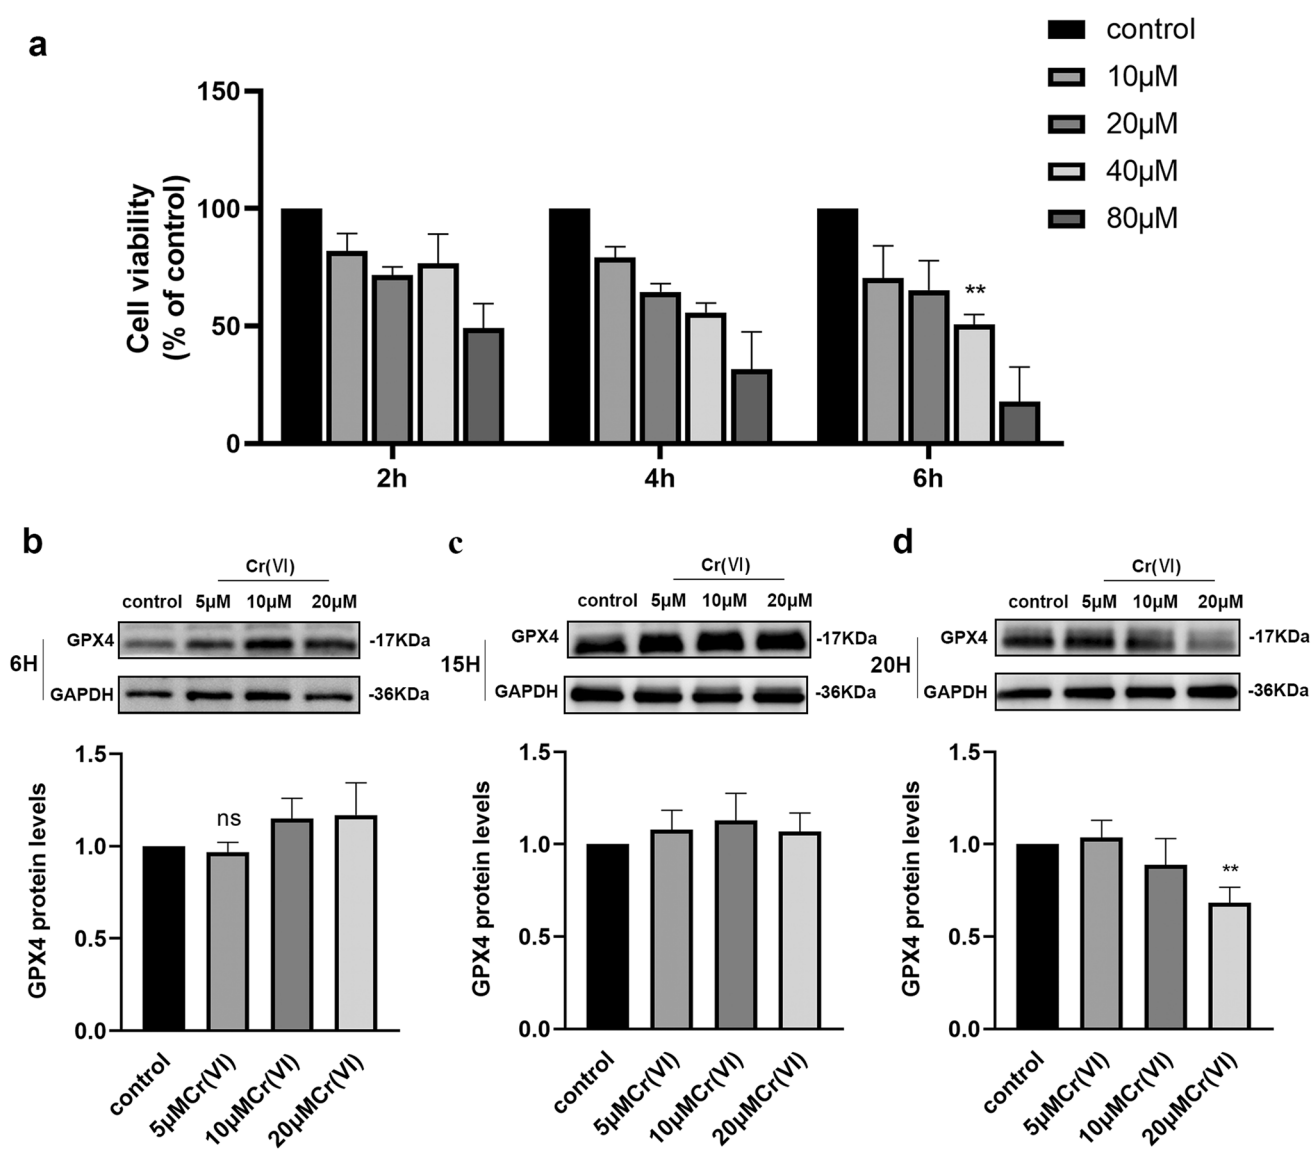 a
control
10μM
20μM
40μM
80μM
Cell viability
(% of control)
150
100
50
0
**
2h
4h
6h
b
Cr(VI)
control 5μM 10μM 20μM
GPX4
-17KDa
6H
GAPDH
-36KDa
GPX4 protein levels
1.5
1.0
0.5
0.0
ns
control
5μMCr(VI)
10μMCr(VI)
20μMCr(VI)
c
Cr(VI)
control 5μM 10μM 20μM
GPX4
-17KDa
15H
GAPDH
-36KDa
GPX4 protein levels
1.5
1.0
0.5
0.0
control
5μMCr(VI)
10μMCr(VI)
20μMCr(VI)
d
Cr(VI)
control 5μM 10μM 20μM
GPX4
-17KDa
20H
GAPDH
-36KDa
GPX4 protein levels
1.5
1.0
0.5
0.0
**
control
5μMCr(VI)
10μMCr(VI)
20μMCr(VI)